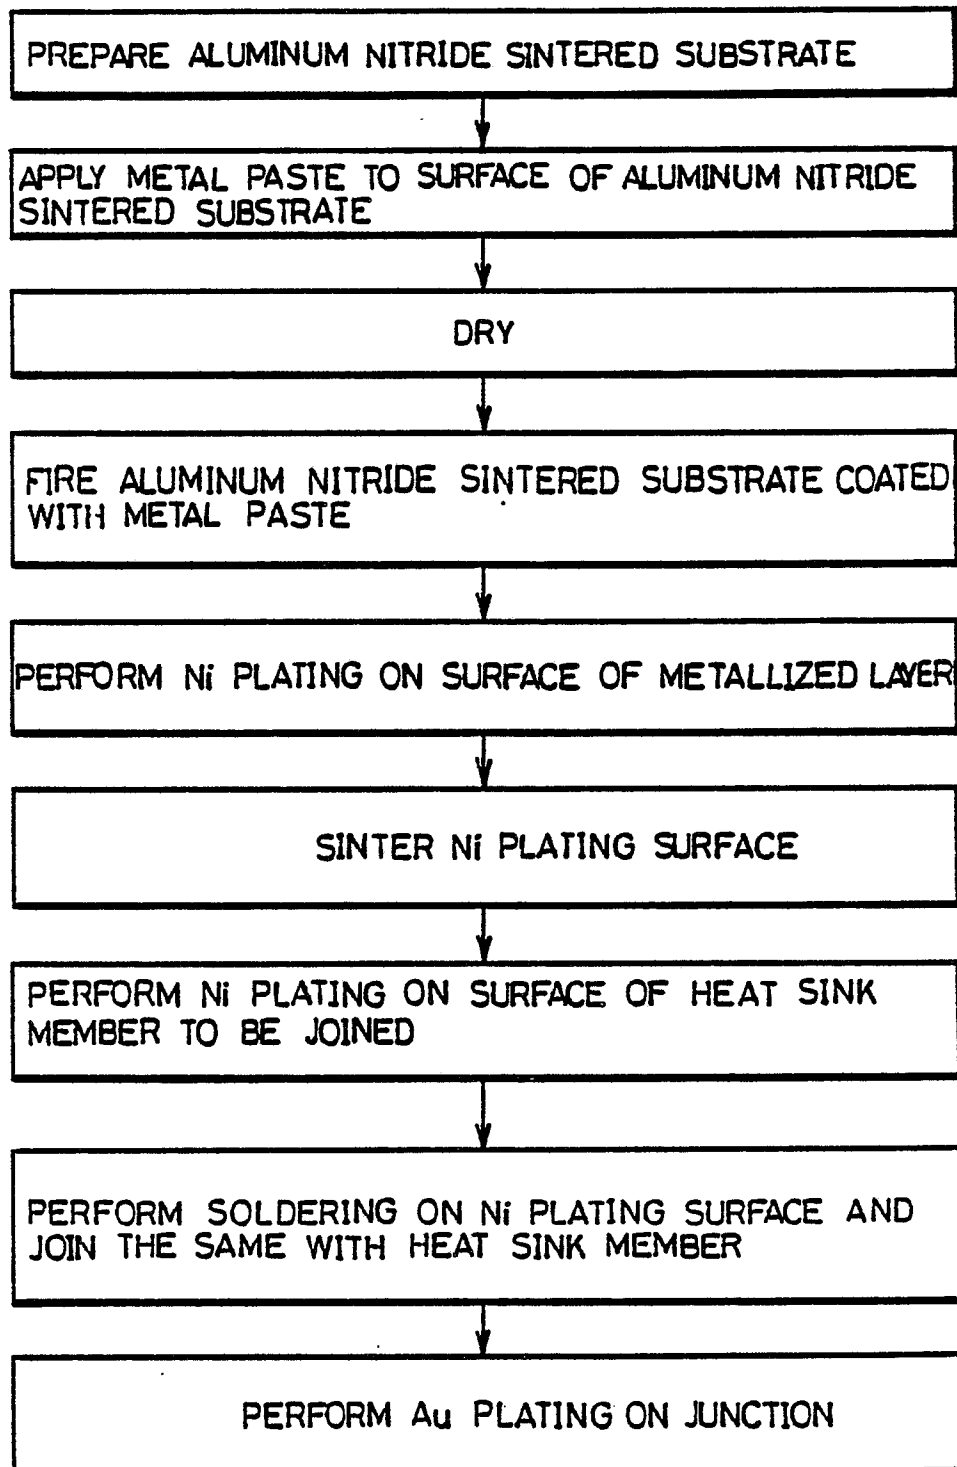 PREPARE ALUMINUM NITRIDE SINTERED SUBSTRATE
APPLY METAL PASTE TO SURFACE OF ALUMINUM NITRIDE
SINTERED SUBSTRATE
DRY
FIRE ALUMINUM NITRIDE SINTERED SUBSTRATE COATED
WITH METAL PASTE
PERFORM Ni PLATING ON SURFACE OF METALLIZED LAYER
SINTER Ni PLATING SURFACE
PERFORM Ni PLATING ON SURFACE OF HEAT SINK
MEMBER TO BE JOINED
PERFORM SOLDERING ON Ni PLATING SURFACE AND
JOIN THE SAME WITH HEAT SINK MEMBER
PERFORM Au PLATING ON JUNCTION